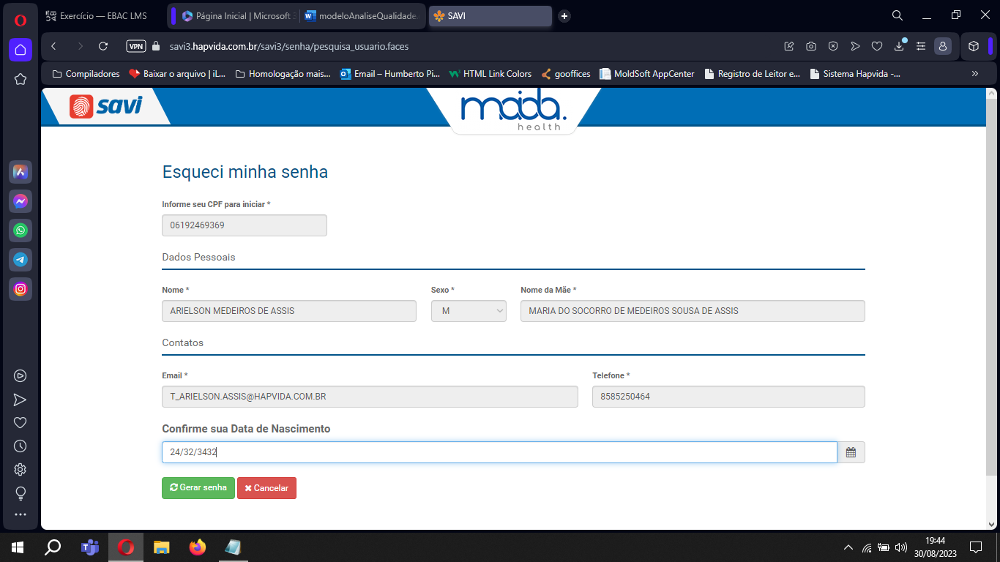 Exercício — EBAC LMS
Página Inicial | Microsoft 3
modeloAnaliseQualidade.
SAVI
VPN
savi3.hapvida.com.br/savi3/senha/pesquisa_usuario.faces
Compiladores
Baixar o arquivo | iL...
Homologação mais...
Email – Humberto Pi...
HTML Link Colors
gooffices
MoldSoft AppCenter
Registro de Leitor e...
Sistema Hapvida -...
»
savi
maida.
health
Esqueci minha senha
Informe seu CPF para iniciar *
06192469369
Dados Pessoais
Nome *
Sexo *
Nome da Mãe *
ARIELSON MEDEIROS DE ASSIS
M
MARIA DO SOCORRO DE MEDEIROS SOUSA DE ASSIS
Contatos
Email *
Telefone *
T_ARIELSON.ASSIS@HAPVIDA.COM.BR
8585250464
Confirme sua Data de Nascimento
24/32/3432
Gerar senha
Cancelar
19:44
30/08/2023